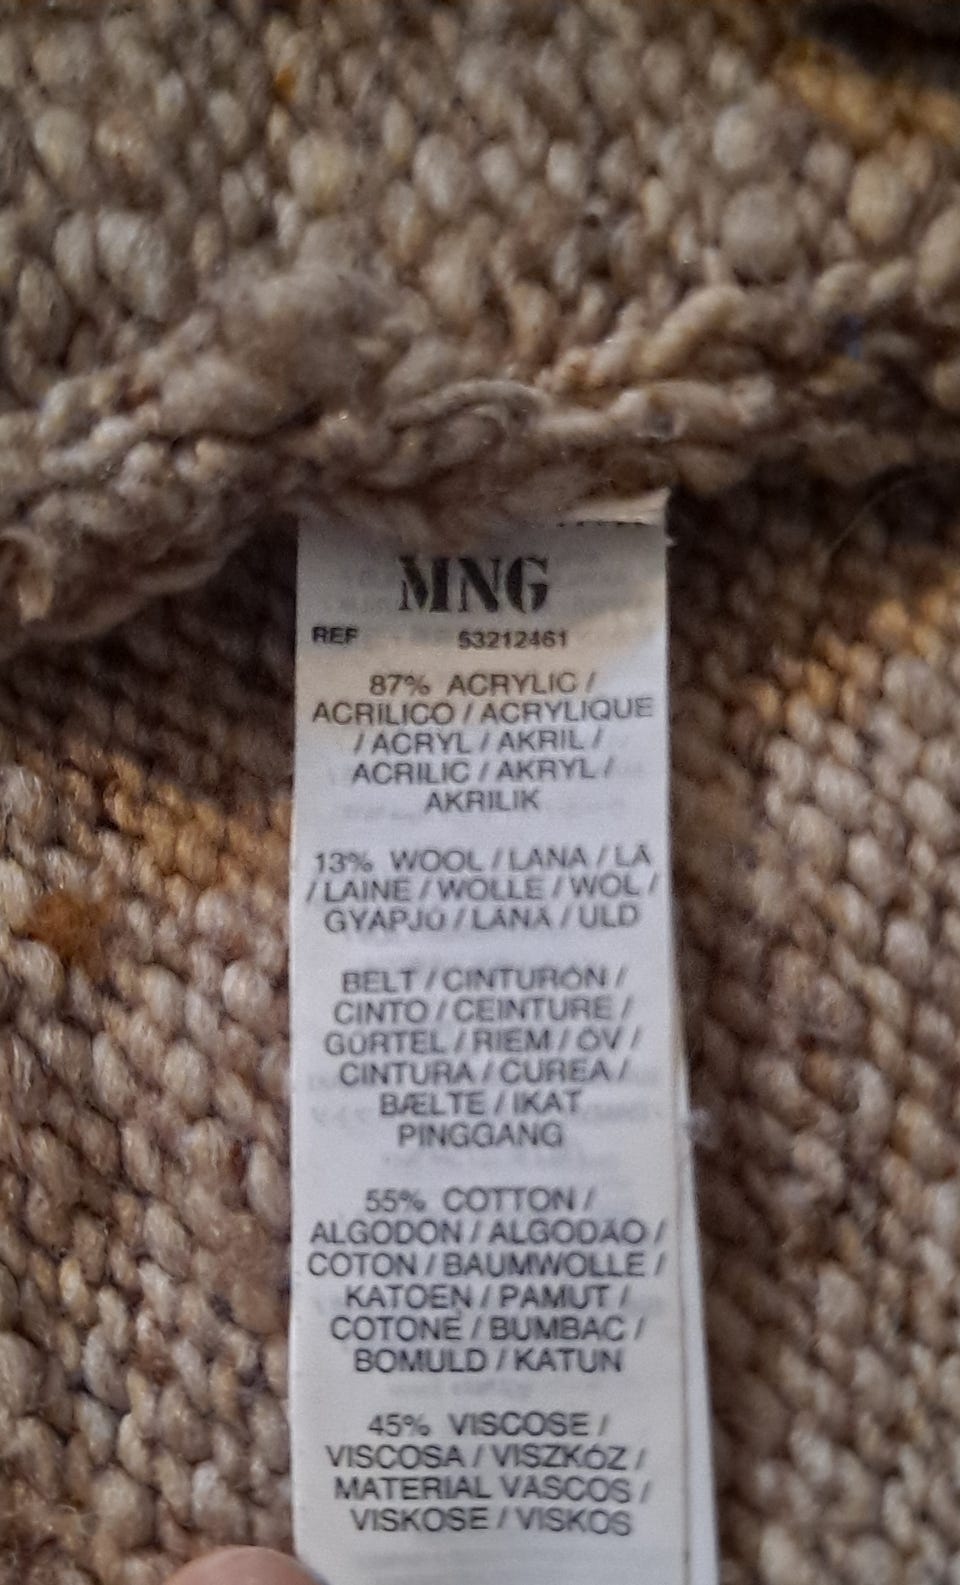 MNG
REF 53212461
87% ACRYLIC /
ACRILICO / ACRYLIQUE
/ ACRYL / AKRIL /
ACRILIC / AKRYL /
AKRILIK
13% WOOL / LANA / LÃ
/ LAINE / WOLLE / WOL /
GYAPJÚ / LÂNĂ / ULD
BELT / CINTURÓN /
CINTO / CEINTURE /
GÜRTEL / RIEM / ÖV /
CINTURA / CUREA /
BÆLTE / IKAT
PINGGANG
55% COTTON /
ALGODON / ALGODÃO /
COTON / BAUMWOLLE /
KATOEN / PAMUT /
COTONE / BUMBAC /
BOMULD / KATUN
45% VISCOSE /
VISCOSA / VISZKÓZ /
MATERIAL VÂSCOS /
VISKOSE / VISKOS